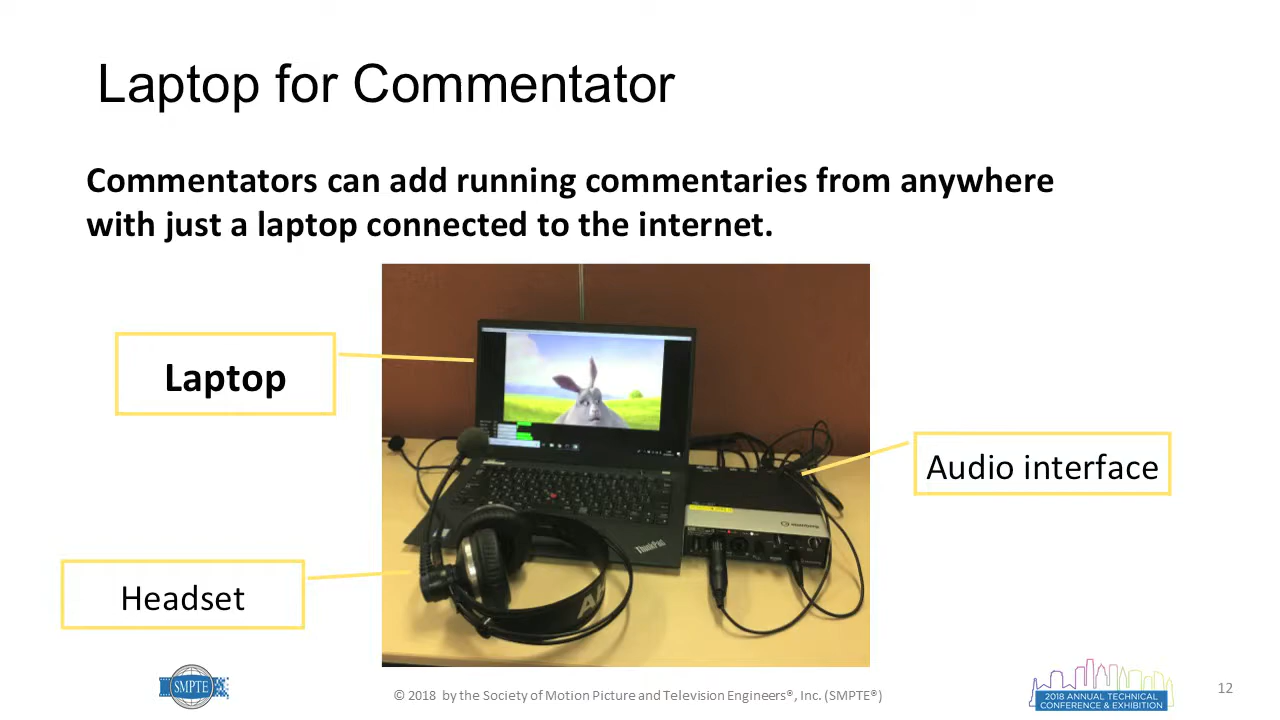 Laptop for Commentator
Commentators can add running commentaries from anywhere
with just a laptop connected to the internet.
Laptop
Audio interface
Headset
ThinkPad
steinberg
SMPTE
© 2018 by the Society of Motion Picture and Television Engineers®, Inc. (SMPTE®)
2018 ANNUAL TECHNICAL
CONFERENCE & EXHIBITION
12